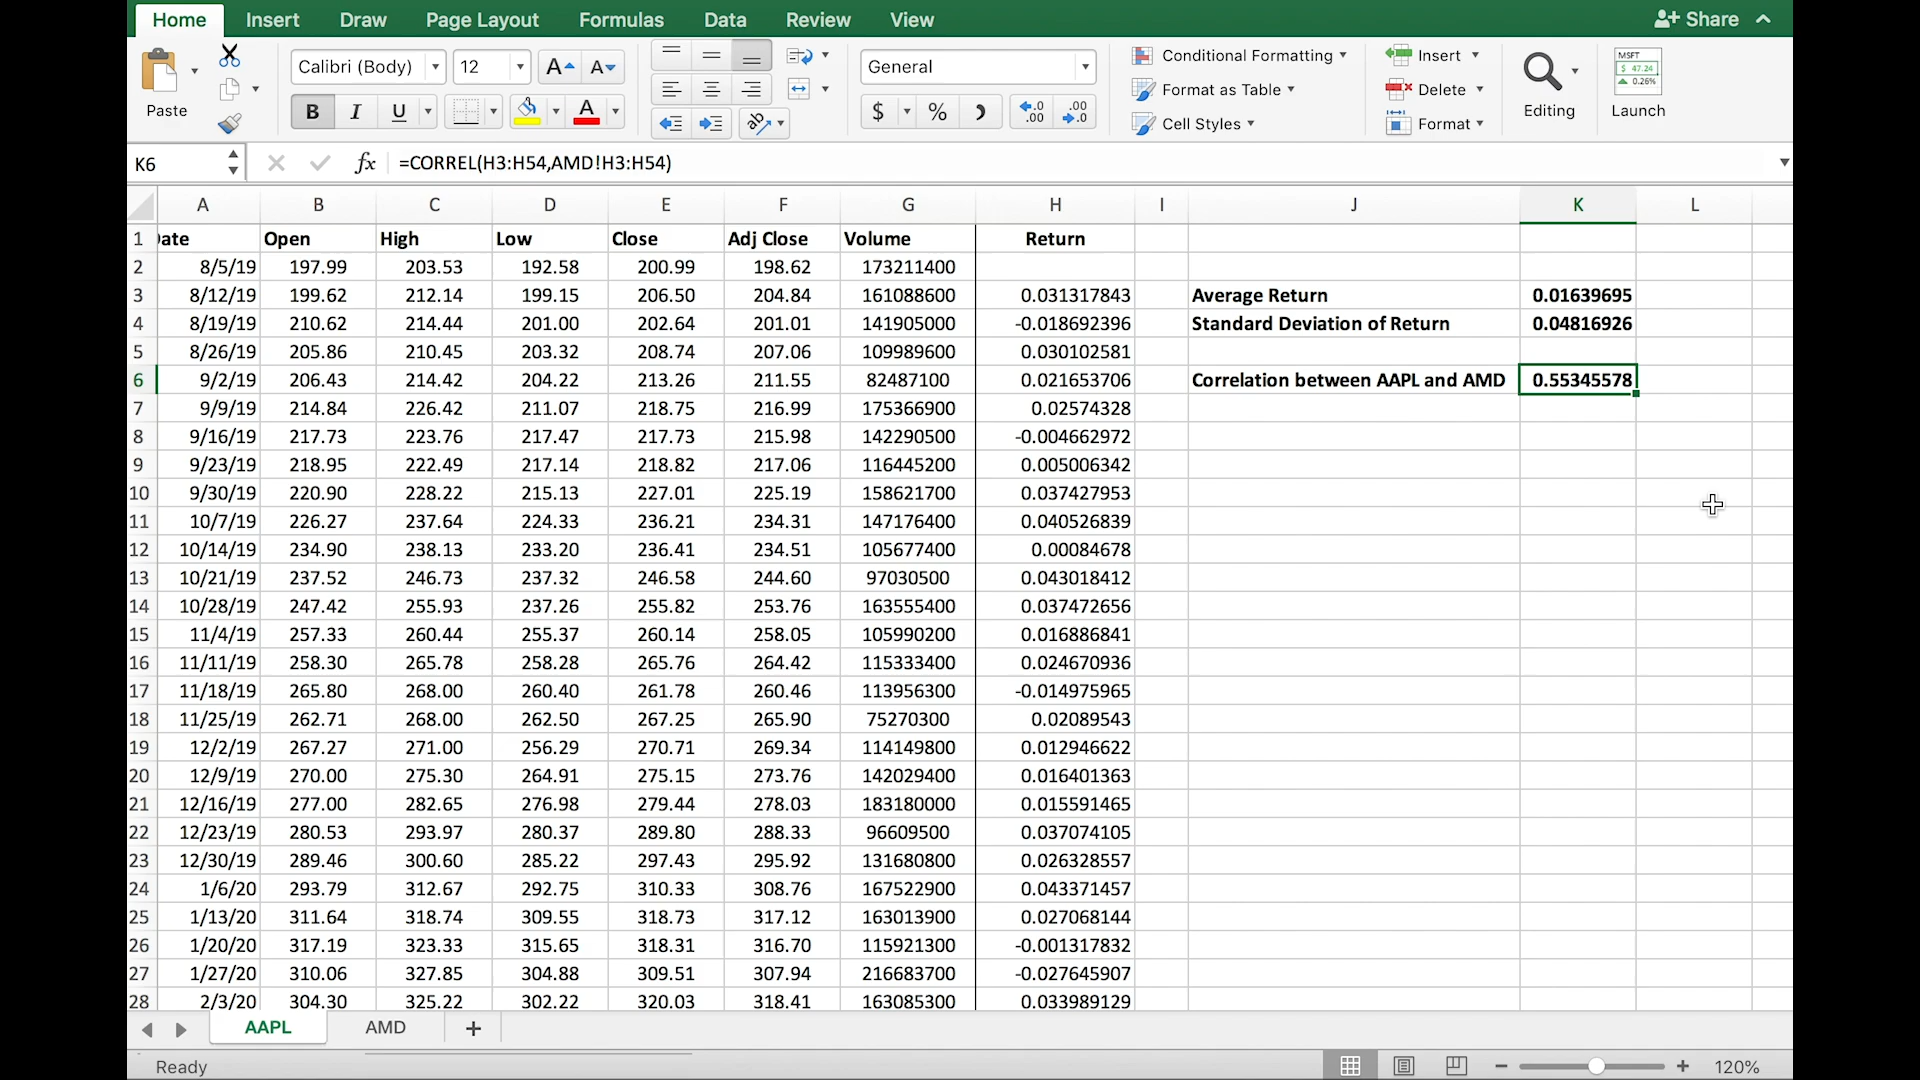 Home Insert Draw Page Layout Formulas Data Review View Share
Paste
Calibri (Body) 12 A A
B I U A
ab
General
$ % ) .0 .00 .00 .0
Conditional Formatting
Format as Table
Cell Styles
Insert
Delete
Format
Editing
MSFT
$ 47.24
0.26%
Launch
K6 fx =CORREL(H3:H54,AMD!H3:H54)
A B C D E F G H I J K L
1 ate Open High Low Close Adj Close Volume Return
2 8/5/19 197.99 203.53 192.58 200.99 198.62 173211400
3 8/12/19 199.62 212.14 199.15 206.50 204.84 161088600 0.031317843 Average Return 0.01639695
4 8/19/19 210.62 214.44 201.00 202.64 201.01 141905000 -0.018692396 Standard Deviation of Return 0.04816926
5 8/26/19 205.86 210.45 203.32 208.74 207.06 109989600 0.030102581
6 9/2/19 206.43 214.42 204.22 213.26 211.55 82487100 0.021653706 Correlation between AAPL and AMD 0.55345578
7 9/9/19 214.84 226.42 211.07 218.75 216.99 175366900 0.02574328
8 9/16/19 217.73 223.76 217.47 217.73 215.98 142290500 -0.004662972
9 9/23/19 218.95 222.49 217.14 218.82 217.06 116445200 0.005006342
10 9/30/19 220.90 228.22 215.13 227.01 225.19 158621700 0.037427953
11 10/7/19 226.27 237.64 224.33 236.21 234.31 147176400 0.040526839
12 10/14/19 234.90 238.13 233.20 236.41 234.51 105677400 0.00084678
13 10/21/19 237.52 246.73 237.32 246.58 244.60 97030500 0.043018412
14 10/28/19 247.42 255.93 237.26 255.82 253.76 163555400 0.037472656
15 11/4/19 257.33 260.44 255.37 260.14 258.05 105990200 0.016886841
16 11/11/19 258.30 265.78 258.28 265.76 264.42 115333400 0.024670936
17 11/18/19 265.80 268.00 260.40 261.78 260.46 113956300 -0.014975965
18 11/25/19 262.71 268.00 262.50 267.25 265.90 75270300 0.02089543
19 12/2/19 267.27 271.00 256.29 270.71 269.34 114149800 0.012946622
20 12/9/19 270.00 275.30 264.91 275.15 273.76 142029400 0.016401363
21 12/16/19 277.00 282.65 276.98 279.44 278.03 183180000 0.015591465
22 12/23/19 280.53 293.97 280.37 289.80 288.33 96609500 0.037074105
23 12/30/19 289.46 300.60 285.22 297.43 295.92 131680800 0.026328557
24 1/6/20 293.79 312.67 292.75 310.33 308.76 167522900 0.043371457
25 1/13/20 311.64 318.74 309.55 318.73 317.12 163013900 0.027068144
26 1/20/20 317.19 323.33 315.65 318.31 316.70 115921300 -0.001317832
27 1/27/20 310.06 327.85 304.88 309.51 307.94 216683700 -0.027645907
28 2/3/20 304.30 325.22 302.22 320.03 318.41 163085300 0.033989129
AAPL AMD +
Ready 120%